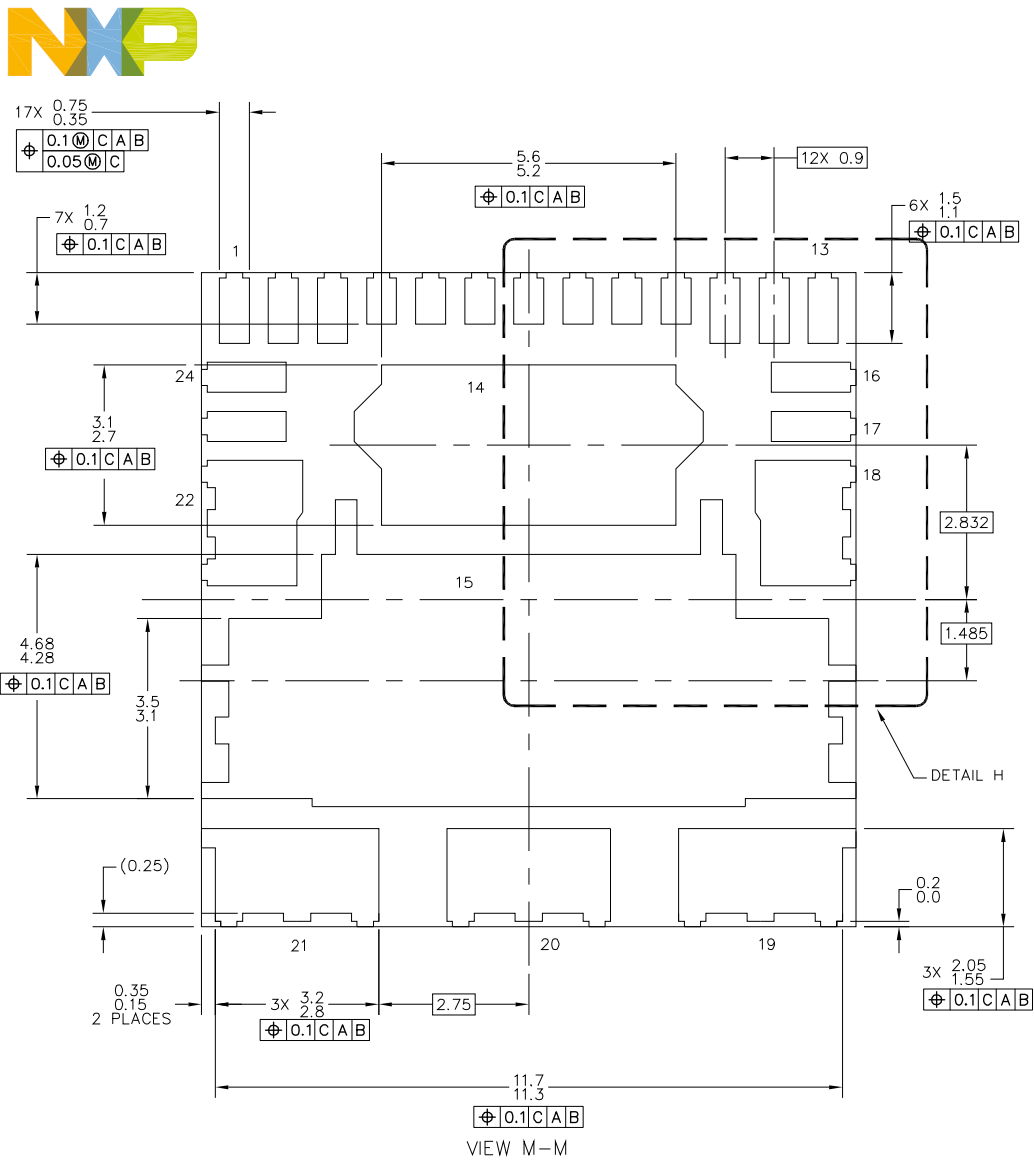 NXP
17X 0.75
0.35
⌖ 0.1 Ⓜ C A B
0.05 Ⓜ C
5.6
5.2
⌖ 0.1 C A B
12X 0.9
7X 1.2
0.7
⌖ 0.1 C A B
6X 1.5
1.1
⌖ 0.1 C A B
1
13
24
14
16
3.1
2.7
⌖ 0.1 C A B
17
22
18
2.832
15
1.485
4.68
4.28
⌖ 0.1 C A B
3.5
3.1
DETAIL H
(0.25)
0.2
0.0
21
20
19
3X 2.05
1.55
⌖ 0.1 C A B
0.35
0.15
2 PLACES
3X 3.2
2.8
⌖ 0.1 C A B
2.75
11.7
11.3
⌖ 0.1 C A B
VIEW M-M